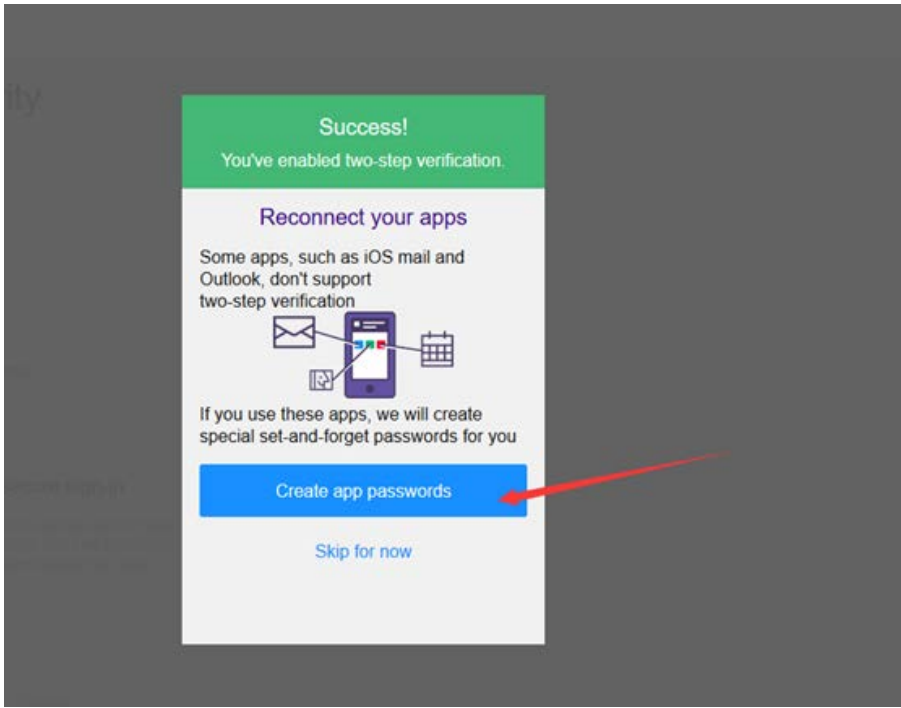 ity
Success!
You've enabled two-step verification.
Reconnect your apps
Some apps, such as iOS mail and
Outlook, don't support
two-step verification
If you use these apps, we will create
special set-and-forget passwords for you
Create app passwords
Skip for now